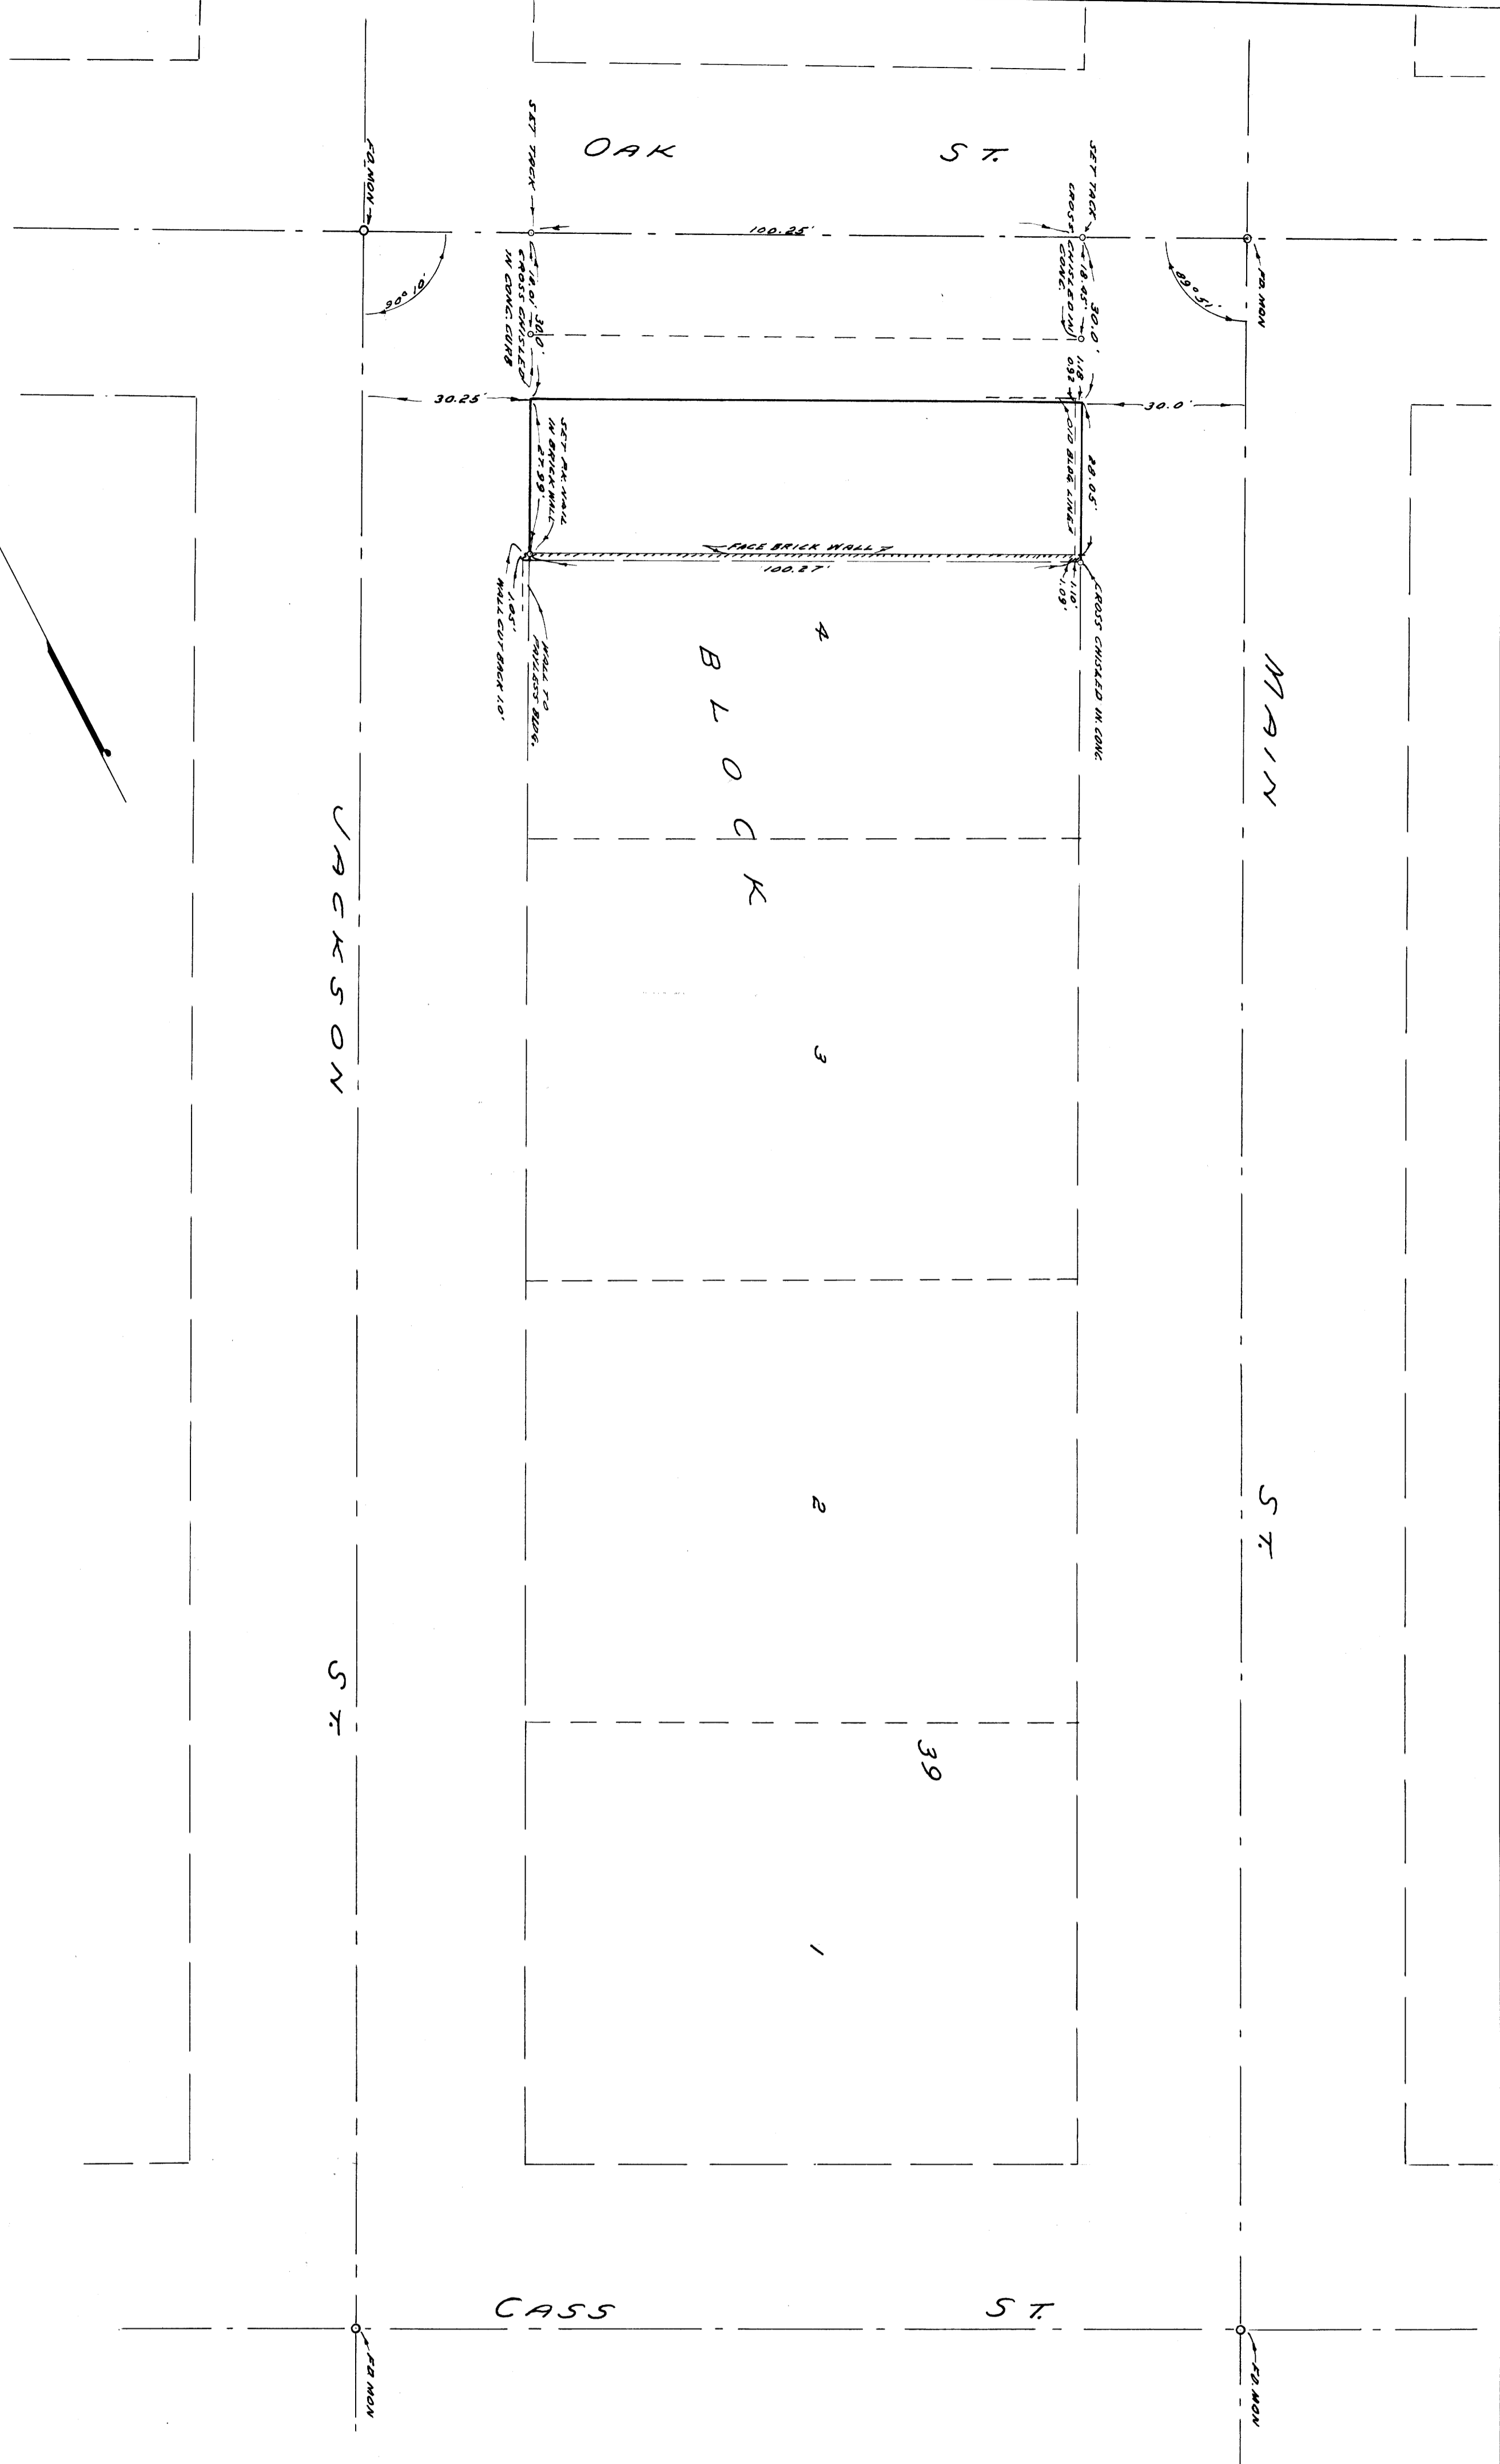 OAK ST.
SET TACK
SET TACK
FD. MON
FD. MON
100.25'
CROSS CHISLED IN
CONC.
18.45'
30.0'
18.01'
30.0'
CROSS CHISLED
IN CONC. CURB
90° 10'
89° 51'
1.18
0.92
30.25'
30.0'
OLD BLDG. LINES
28.05'
SET P.K. NAIL
IN BRICK WALL
27.99'
FACE BRICK WALL
100.27'
1.10'
1.09'
CROSS CHISLED IN CONC.
1.05'
WALL CUT BACK 1.0'
WALL TO
PAYLESS BLDG.
4
BLOCK
MAIN
JACKSON
3
2
ST.
ST.
39
1
CASS ST.
FD. MON
FD. MON